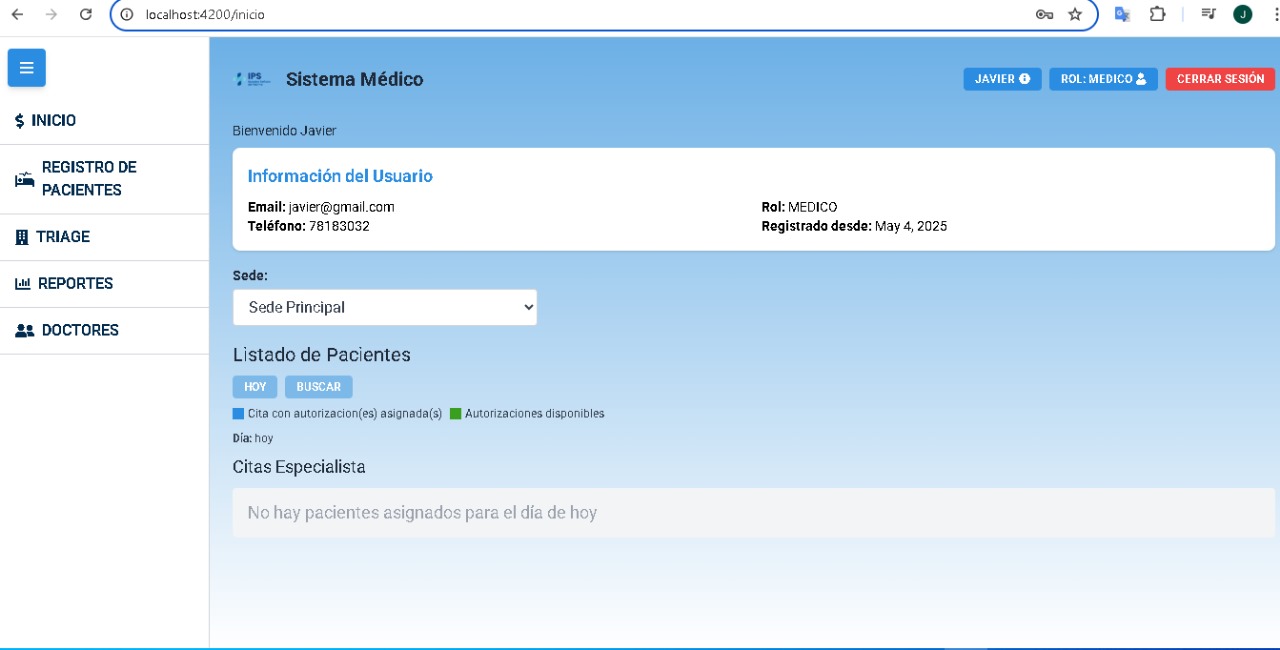 localhost:4200/inicio
J
IPS
Sistema Médico
JAVIER
ROL: MEDICO
CERRAR SESIÓN
INICIO
REGISTRO DE
PACIENTES
TRIAGE
REPORTES
DOCTORES
Bienvenido Javier
Información del Usuario
Email: javier@gmail.com
Rol: MEDICO
Teléfono: 78183032
Registrado desde: May 4, 2025
Sede:
Sede Principal
Listado de Pacientes
HOY
BUSCAR
Cita con autorizacion(es) asignada(s)
Autorizaciones disponibles
Día: hoy
Citas Especialista
No hay pacientes asignados para el día de hoy